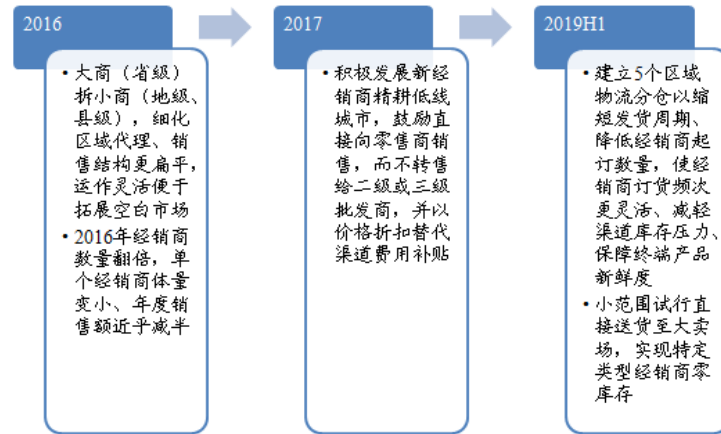 2016
• 大商（省级）
拆小商（地级、
县级），细化
区域代理、销
售结构更扁平，
运作灵活便于
拓展空白市场
• 2016年经销商
数量翻倍，单
个经销商体量
变小、年度销
售额近乎减半
2017
• 积极发展新经
销商精耕低线
城市，鼓励直
接向零售商销
售，而不转售
给二级或三级
批发商，并以
价格折扣替代
渠道费用补贴
2019H1
• 建立5个区域
物流分仓以缩
短发货周期、
降低经销商起
订数量，使经
销商订货频次
更灵活、减轻
渠道库存压力、
保障终端产品
新鲜度
• 小范围试行直
接送货至大卖
场，实现特定
类型经销商零
库存